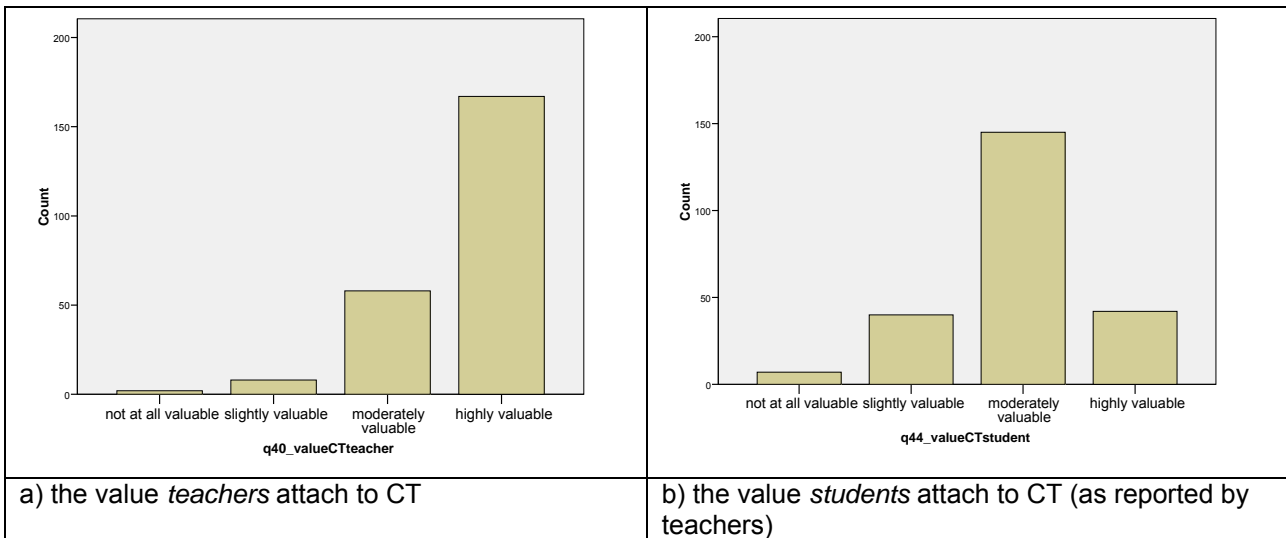 200
150
100
50
0
Count
not at all valuable slightly valuable moderately valuable highly valuable
q40_valueCTteacher
200
150
100
50
0
Count
not at all valuable slightly valuable moderately valuable highly valuable
q44_valueCTstudent
a) the value teachers attach to CT
b) the value students attach to CT (as reported by
teachers)